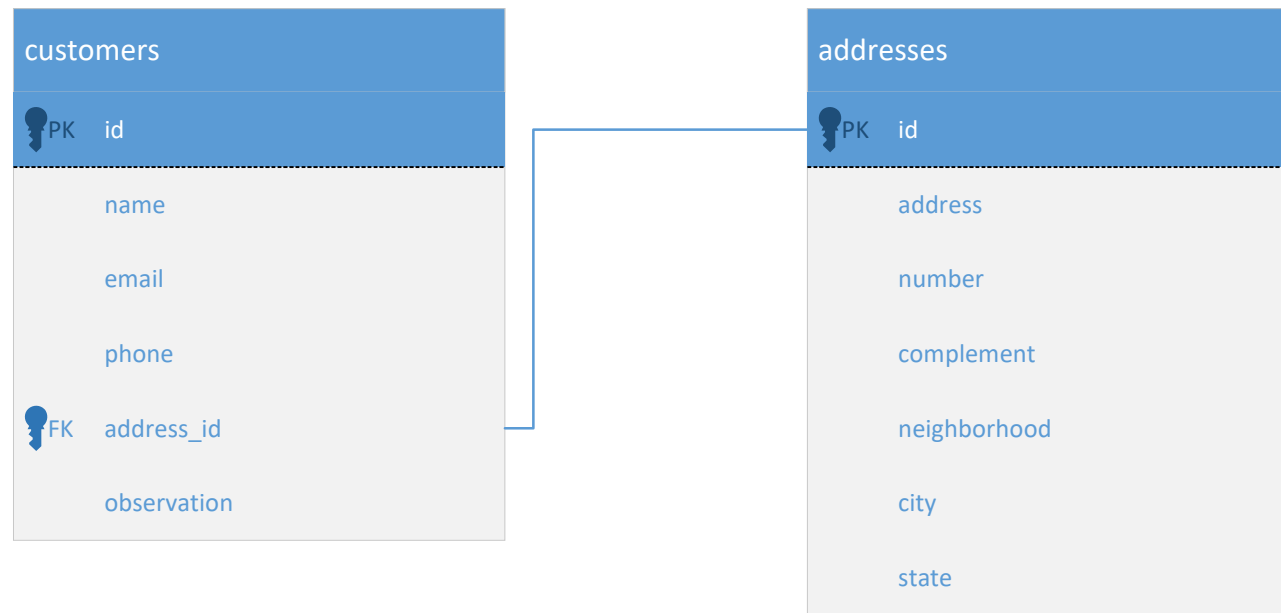 customers
PK id
name
email
phone
FK address_id
observation
addresses
PK id
address
number
complement
neighborhood
city
state